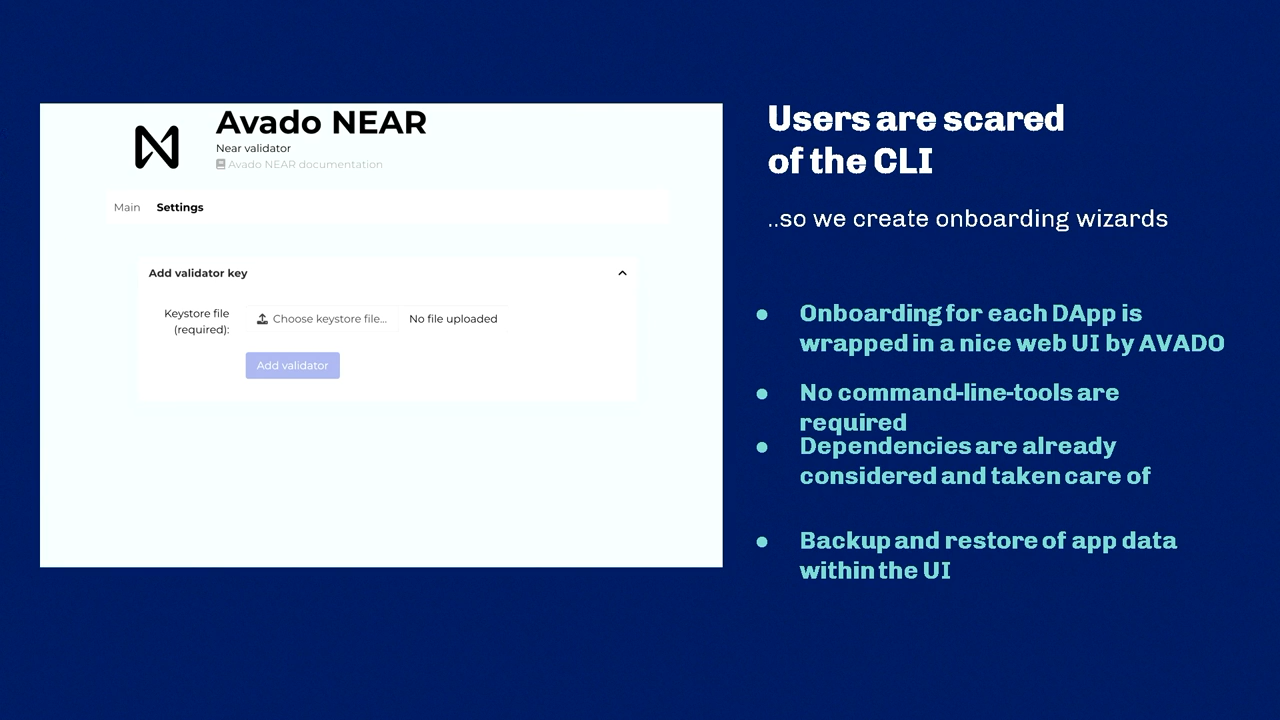 Avado NEAR
Near validator
Avado NEAR documentation
Main Settings
Add validator key
Keystore file
(required):
Choose keystore file...
No file uploaded
Add validator
Users are scared
of the CLI
..so we create onboarding wizards
● Onboarding for each DApp is
wrapped in a nice web UI by AVADO
● No command-line-tools are
required
● Dependencies are already
considered and taken care of
● Backup and restore of app data
within the UI